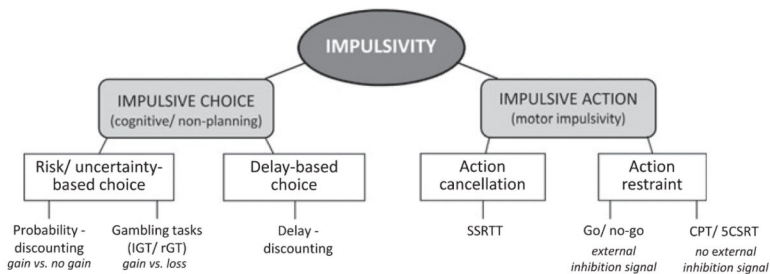 IMPULSIVITY
IMPULSIVE CHOICE
(cognitive/ non-planning)
IMPULSIVE ACTION
(motor impulsivity)
Risk/ uncertainty-
based choice
Delay-based
choice
Action
cancellation
Action
restraint
Probability -
discounting
gain vs. no gain
Gambling tasks
(IGT/ rGT)
gain vs. loss
Delay -
discounting
SSRTT
Go/ no-go
external
inhibition signal
CPT/ 5CSRT
no external
inhibition signal